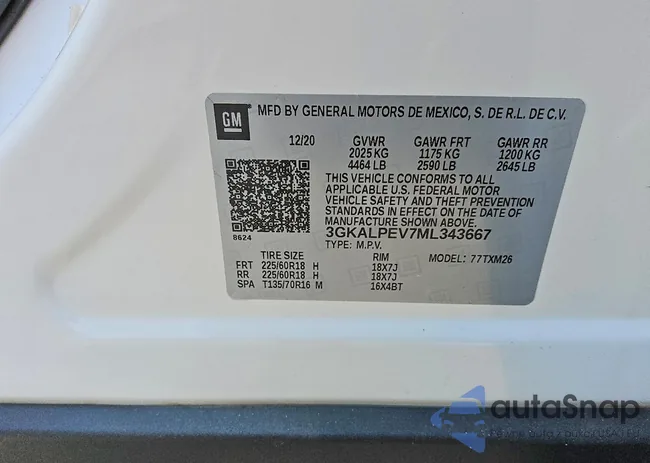 GM MFD BY GENERAL MOTORS DE MEXICO, S. DE R.L. DE C.V.
12/20 GVWR GAWR FRT GAWR RR
2025 KG 1175 KG 1200 KG
4464 LB 2590 LB 2645 LB
THIS VEHICLE CONFORMS TO ALL
APPLICABLE U.S. FEDERAL MOTOR
VEHICLE SAFETY AND THEFT PREVENTION
STANDARDS IN EFFECT ON THE DATE OF
MANUFACTURE SHOWN ABOVE.
8624 3GKALPEV7ML343667
TYPE: M.P.V.
TIRE SIZE RIM MODEL: 77TXM26
FRT 225/60R18 H 18X7J
RR 225/60R18 H 18X7J
SPA T135/70R16 M 16X4BT
autoSnap